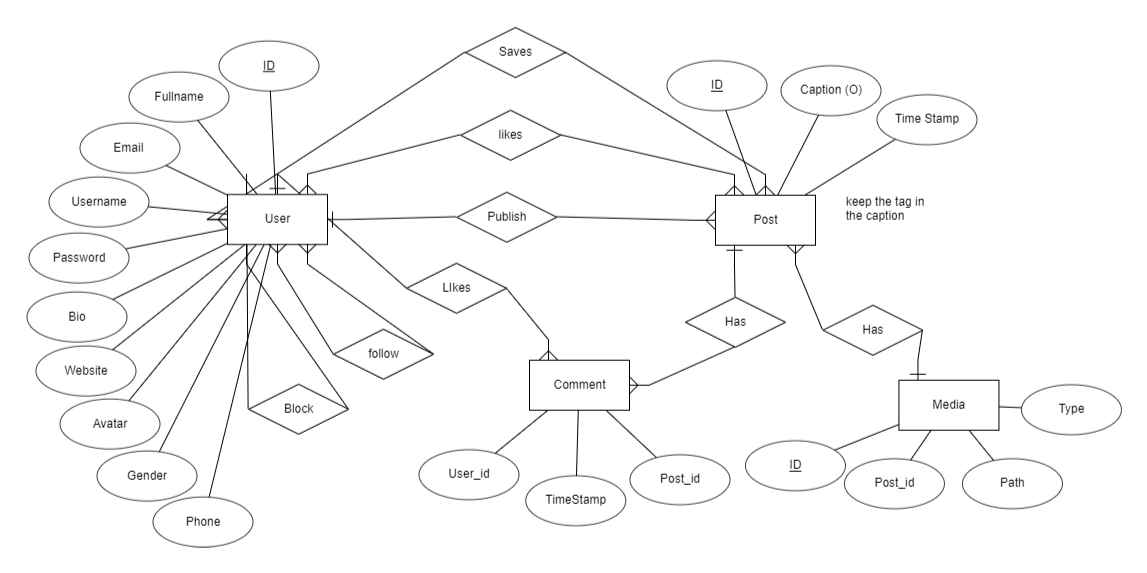 Saves
ID
Fullname
ID
Caption (O)
Time Stamp
Email
likes
Username
User
Publish
Post
keep the tag in
the caption
Password
LIkes
Bio
Has
Has
follow
Website
Comment
Media
Block
Type
Avatar
Gender
User_id
TimeStamp
Post_id
ID
Post_id
Path
Phone